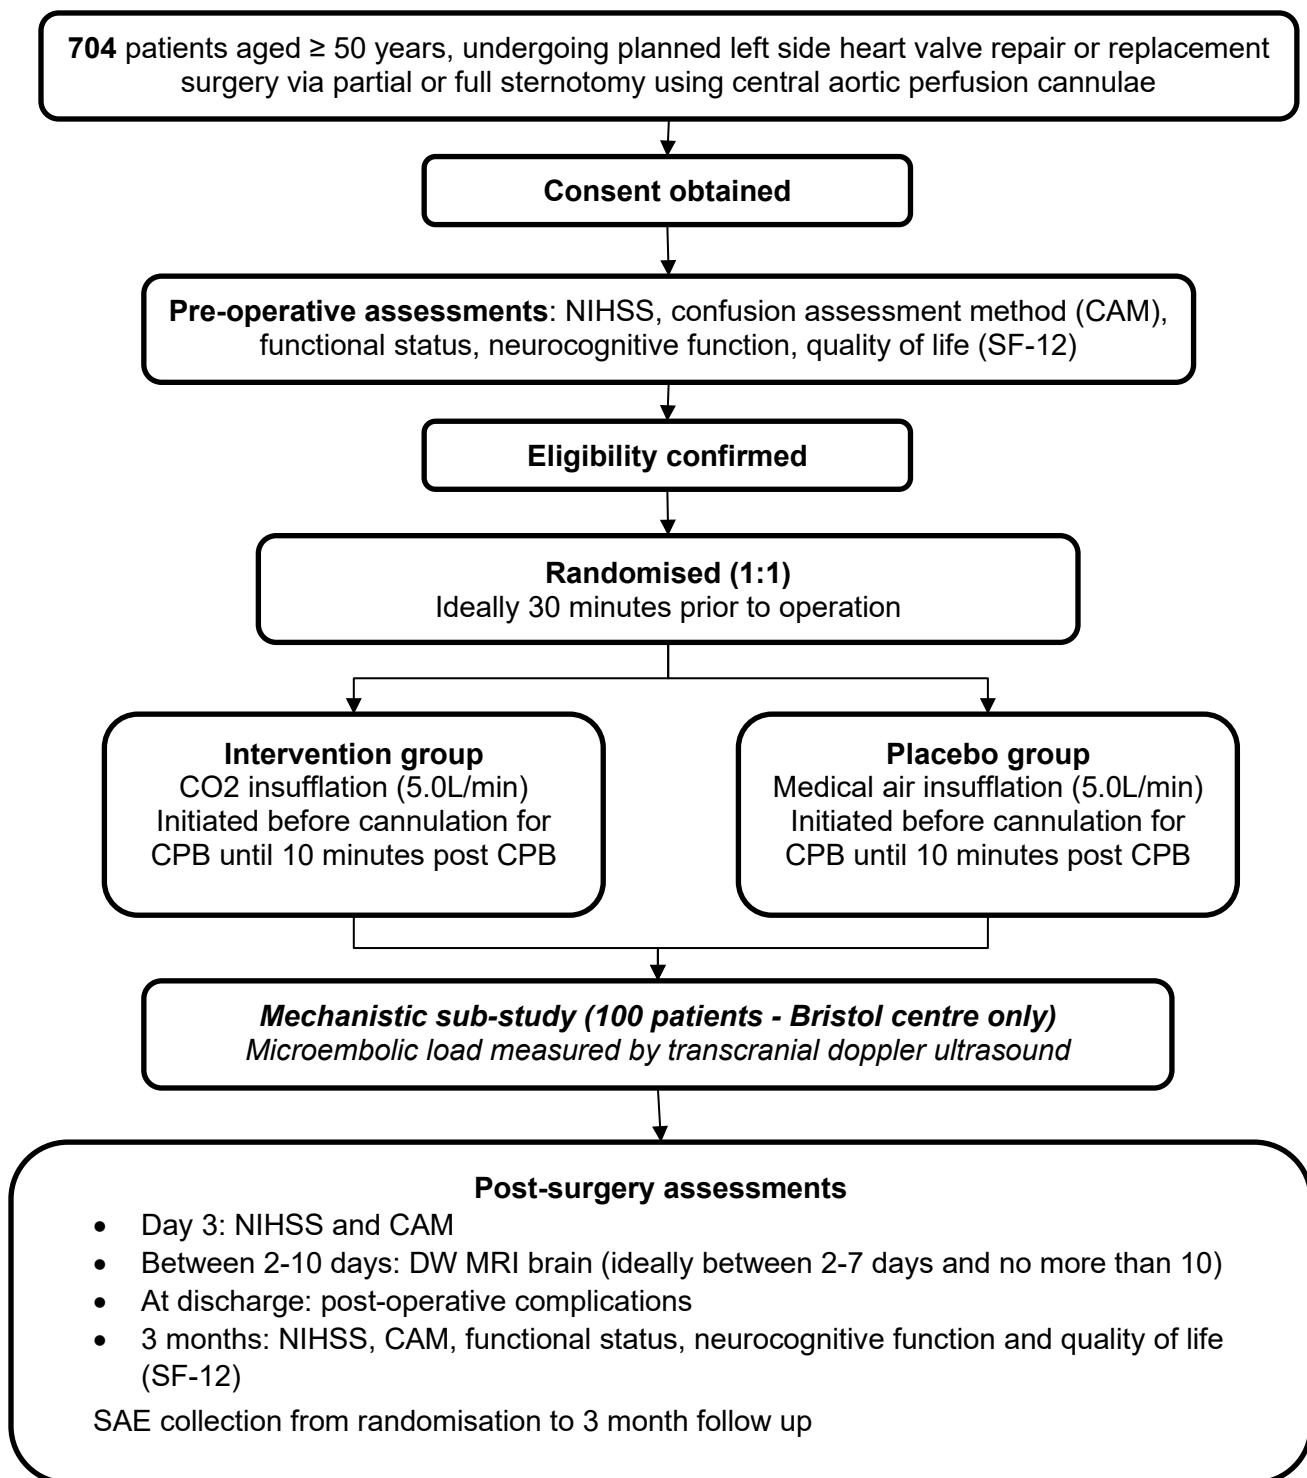 704 patients aged ≥ 50 years, undergoing planned left side heart valve repair or replacement
surgery via partial or full sternotomy using central aortic perfusion cannulae
Consent obtained
Pre-operative assessments: NIHSS, confusion assessment method (CAM),
functional status, neurocognitive function, quality of life (SF-12)
Eligibility confirmed
Randomised (1:1)
Ideally 30 minutes prior to operation
Intervention group
CO2 insufflation (5.0L/min)
Initiated before cannulation for
CPB until 10 minutes post CPB
Placebo group
Medical air insufflation (5.0L/min)
Initiated before cannulation for
CPB until 10 minutes post CPB
Mechanistic sub-study (100 patients - Bristol centre only)
Microembolic load measured by transcranial doppler ultrasound
Post-surgery assessments
• Day 3: NIHSS and CAM
• Between 2-10 days: DW MRI brain (ideally between 2-7 days and no more than 10)
• At discharge: post-operative complications
• 3 months: NIHSS, CAM, functional status, neurocognitive function and quality of life
(SF-12)
SAE collection from randomisation to 3 month follow up